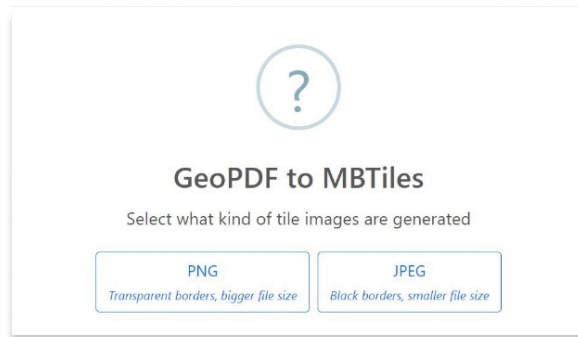 ?
GeoPDF to MBTiles
Select what kind of tile images are generated
PNG
Transparent borders, bigger file size
JPEG
Black borders, smaller file size